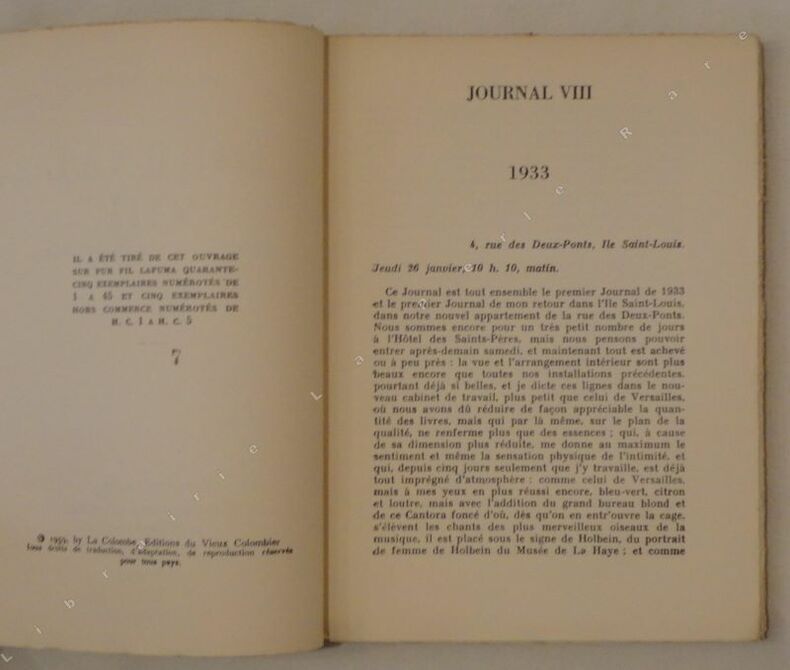 IL A ÉTÉ TIRÉ DE CET OUVRAGE
SUR PUR FIL LAFUMA QUARANTE-
CINQ EXEMPLAIRES NUMÉROTÉS DE
1 A 45 ET CINQ EXEMPLAIRES
HORS COMMERCE NUMÉROTÉS DE
H. C. 1 A H. C. 5
7
by La Colombe, Editions du Vieux Colombier
Tous droits de traduction, d'adaptation, de reproduction réservés
pour tous pays.
JOURNAL VIII
1933
4, rue des Deux-Ponts, Ile Saint-Louis.
Jeudi 26 janvier, 10 h. 10, matin.
Ce Journal est tout ensemble le premier Journal de 1933
et le premier Journal de mon retour dans l'Ile Saint-Louis,
dans notre nouvel appartement de la rue des Deux-Ponts.
Nous sommes encore pour un très petit nombre de jours
à l'Hôtel des Saints-Pères, mais nous pensons pouvoir
entrer après-demain samedi, et maintenant tout est achevé
ou à peu près : la vue et l'arrangement intérieur sont plus
beaux encore que toutes nos installations précédentes,
pourtant déjà si belles, et je dicte ces lignes dans le nou-
veau cabinet de travail, plus petit que celui de Versailles,
où nous avons dû réduire de façon appréciable la quan-
tité des livres, mais qui par là même, sur le plan de la
qualité, ne renferme plus que des essences ; qui, à cause
de sa dimension plus réduite, me donne au maximum le
sentiment et même la sensation physique de l'intimité, et
qui, depuis cinq jours seulement que j'y travaille, est déjà
tout imprégné d'atmosphère : comme celui de Versailles,
mais à mes yeux en plus réussi encore, bleu-vert, citron
et loutre, mais avec l'addition du grand bureau blond et
de ce Cantora foncé d'où, dès qu'on en entr'ouvre la cage,
s'élèvent les chants des plus merveilleux oiseaux de la
musique, il est placé sous le signe de Holbein, du portrait
de femme de Holbein du Musée de La Haye ; et comme
Librairie La Perle Rare